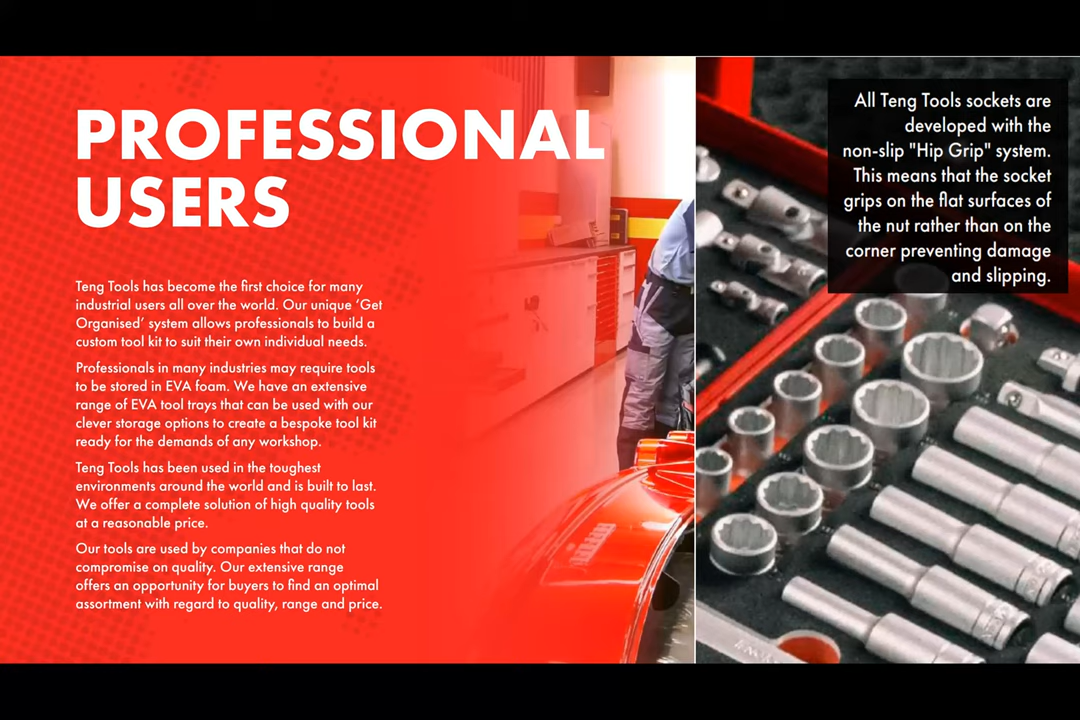 PROFESSIONAL
USERS
Teng Tools has become the first choice for many
industrial users all over the world. Our unique ‘Get
Organised’ system allows professionals to build a
custom tool kit to suit their own individual needs.
Professionals in many industries may require tools
to be stored in EVA foam. We have an extensive
range of EVA tool trays that can be used with our
clever storage options to create a bespoke tool kit
ready for the demands of any workshop.
Teng Tools has been used in the toughest
environments around the world and is built to last.
We offer a complete solution of high quality tools
at a reasonable price.
Our tools are used by companies that do not
compromise on quality. Our extensive range
offers an opportunity for buyers to find an optimal
assortment with regard to quality, range and price.
All Teng Tools sockets are
developed with the
non-slip "Hip Grip" system.
This means that the socket
grips on the flat surfaces of
the nut rather than on the
corner preventing damage
and slipping.